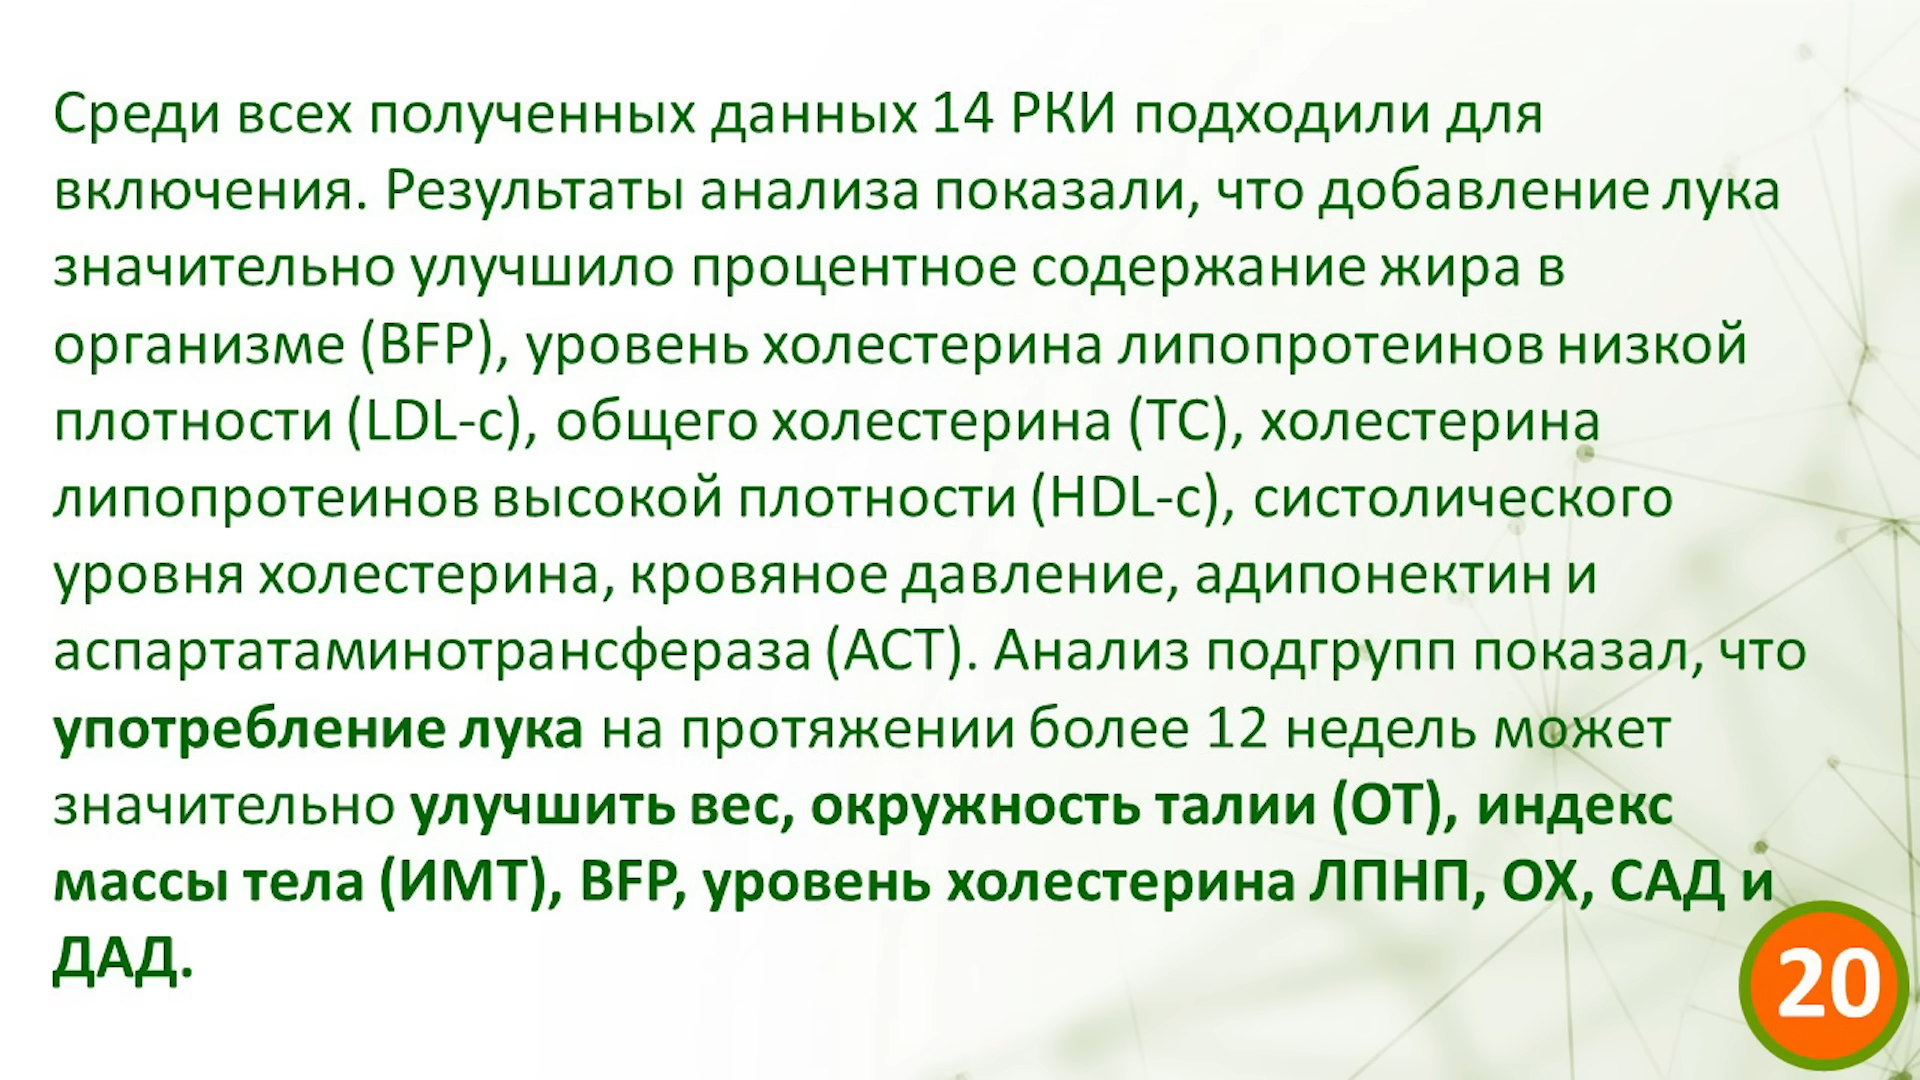 Среди всех полученных данных 14 РКИ подходили для
включения. Результаты анализа показали, что добавление лука
значительно улучшило процентное содержание жира в
организме (BFP), уровень холестерина липопротеинов низкой
плотности (LDL-c), общего холестерина (TC), холестерина
липопротеинов высокой плотности (HDL-c), систолического
уровня холестерина, кровяное давление, адипонектин и
аспартатаминотрансфераза (АСТ). Анализ подгрупп показал, что
употребление лука на протяжении более 12 недель может
значительно улучшить вес, окружность талии (ОТ), индекс
массы тела (ИМТ), BFP, уровень холестерина ЛПНП, ОХ, САД и
ДАД.
20